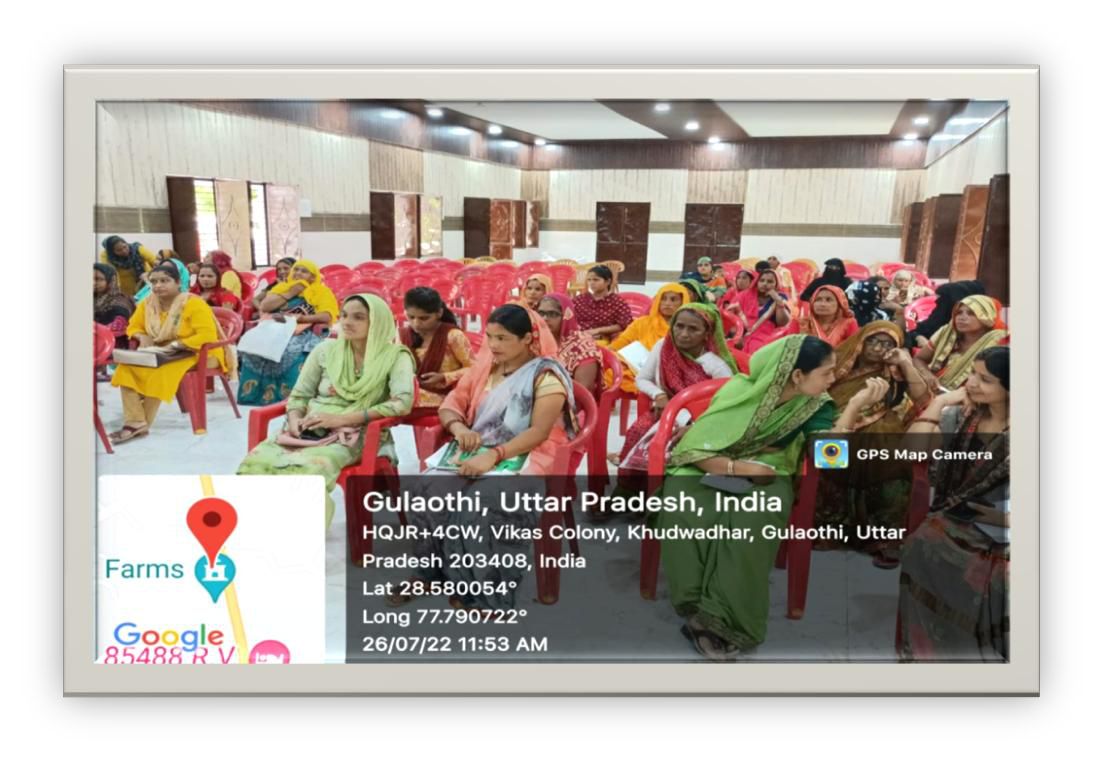 GPS Map Camera
Gulaothi, Uttar Pradesh, India
HQJR+4CW, Vikas Colony, Khudwadhar, Gulaothi, Uttar
Pradesh 203408, India
Lat 28.580054°
Long 77.790722°
26/07/22 11:53 AM
Farms
Google
85488 R V